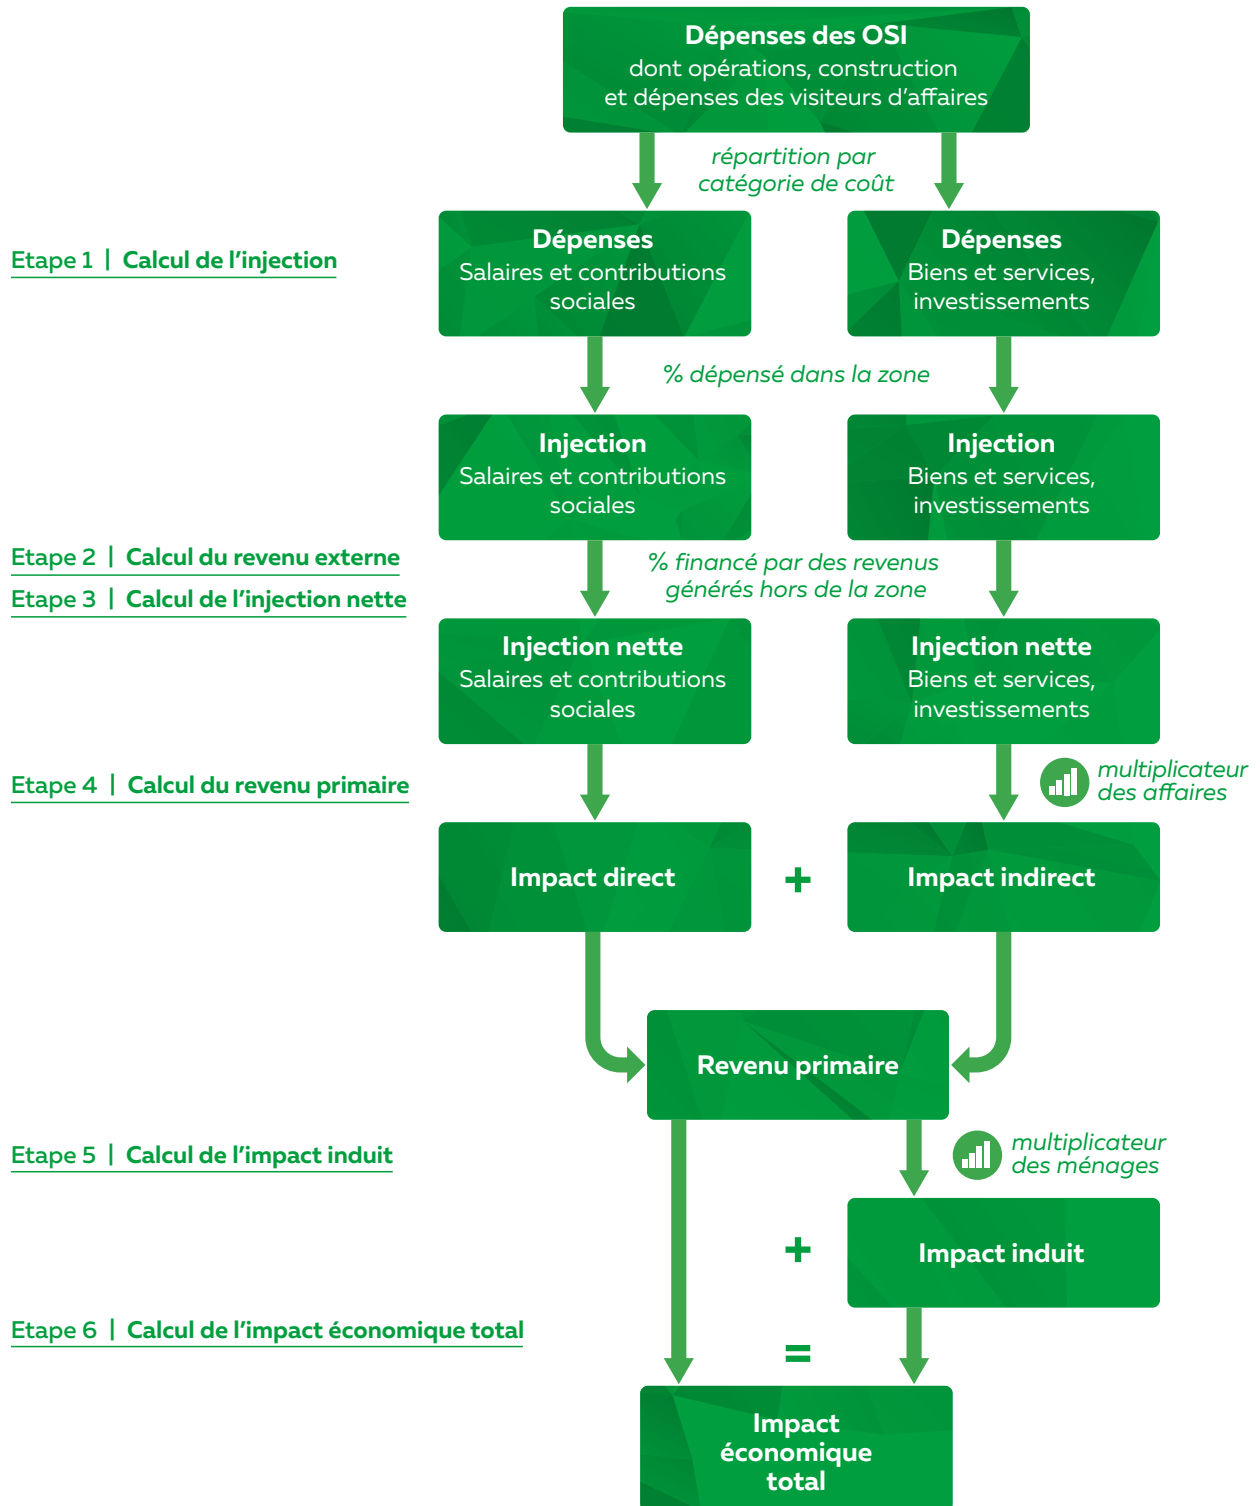 Dépenses des OSI
dont opérations, construction
et dépenses des visiteurs d’affaires
répartition par
catégorie de coût
Etape 1 | Calcul de l’injection
Dépenses
Salaires et contributions
sociales
Dépenses
Biens et services,
investissements
% dépensé dans la zone
Injection
Salaires et contributions
sociales
Injection
Biens et services,
investissements
Etape 2 | Calcul du revenu externe
Etape 3 | Calcul de l’injection nette
% financé par des revenus
générés hors de la zone
Injection nette
Salaires et contributions
sociales
Injection nette
Biens et services,
investissements
Etape 4 | Calcul du revenu primaire
multiplicateur
des affaires
Impact direct
+
Impact indirect
Revenu primaire
Etape 5 | Calcul de l’impact induit
multiplicateur
des ménages
+
Impact induit
Etape 6 | Calcul de l’impact économique total
=
Impact
économique
total